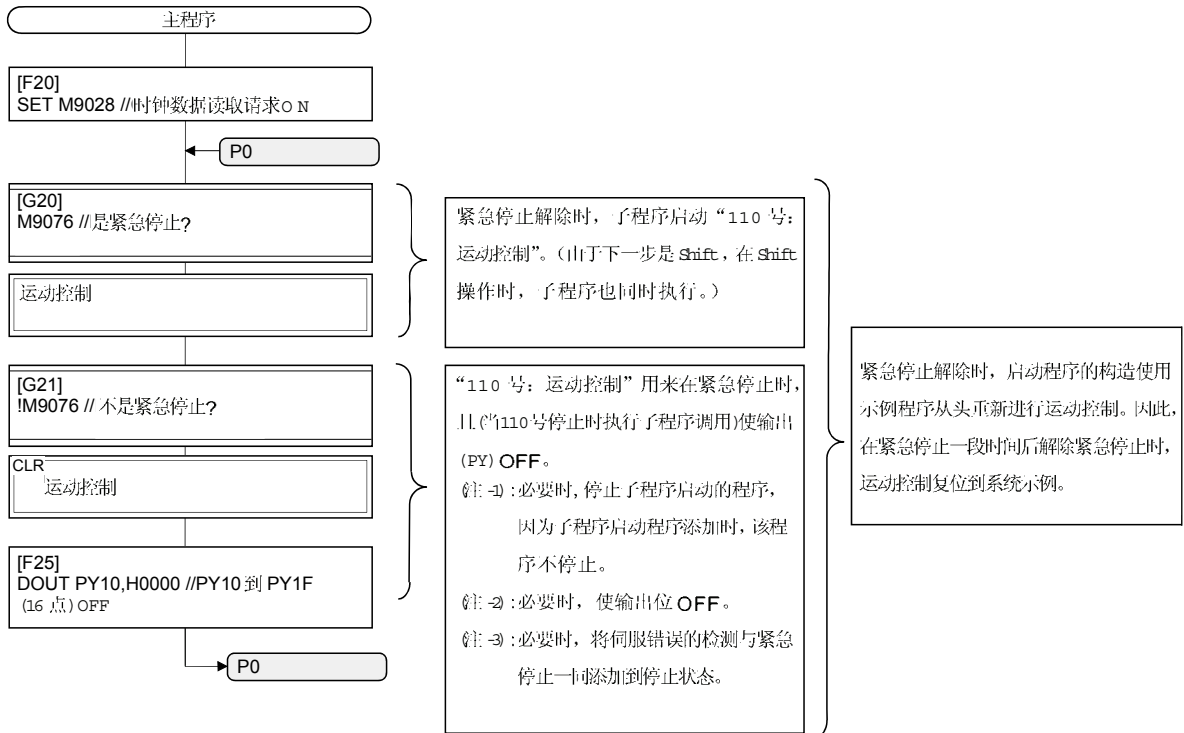 主程序
[F20]
SET M9028 //时钟数据读取请求ON
P0
[G20]
M9076 //是紧急停止?
运动控制
[G21]
!M9076 // 不是紧急停止?
CLR
运动控制
[F25]
DOUT PY10,H0000 //PY10 到 PY1F
(16 点)OFF
P0
紧急停止解除时，子程序启动“110 号：
运动控制”。(由于下一步是 Shift，在 Shift
操作时，子程序也同时执行。)
“110 号：运动控制”用来在紧急停止时，
且(当110号停止时执行子程序调用)使输出
(PY) OFF。
(注-1)：必要时,停止子程序启动的程序，
因为子程序启动程序添加时，该程
序不停止。
(注-2)：必要时，使输出位 OFF。
(注-3)：必要时，将伺服错误的检测与紧急
停止一同添加到停止状态。
紧急停止解除时，启动程序的构造使用
示例程序从头重新进行运动控制。因此，
在紧急停止一段时间后解除紧急停止时，
运动控制复位到系统示例。